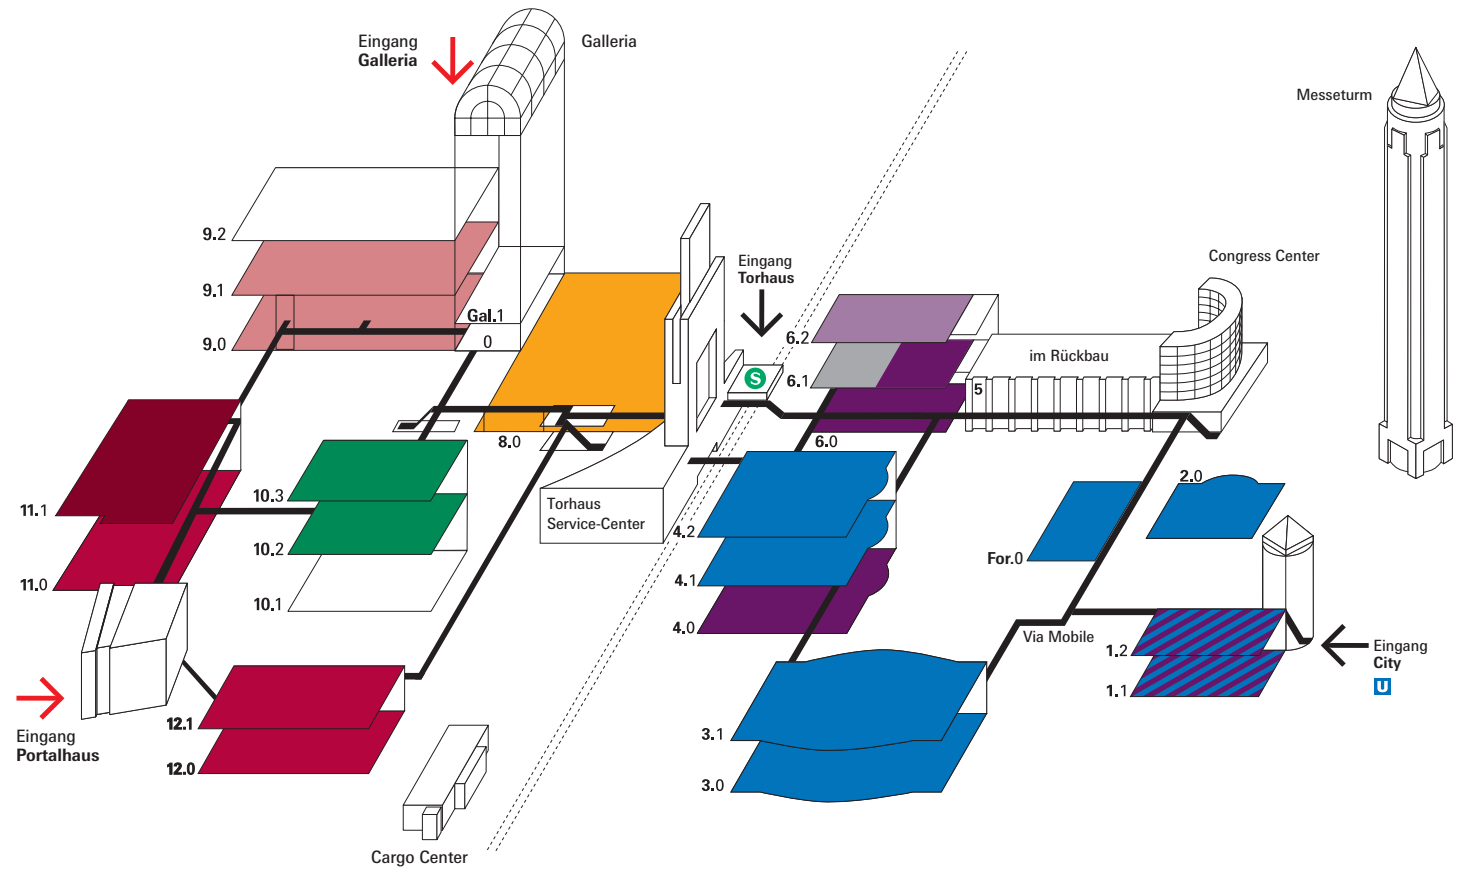 Eingang
Galleria
Galleria
Messeturm
9.2
9.1
9.0
Gal.1
0
Eingang
Torhaus
S
Congress Center
6.2
6.1
6.0
5
im Rückbau
8.0
11.1
11.0
10.3
10.2
10.1
Torhaus
Service-Center
4.2
4.1
4.0
For.0
2.0
Via Mobile
1.2
1.1
Eingang
City
U
Eingang
Portalhaus
12.1
12.0
3.1
3.0
Cargo Center